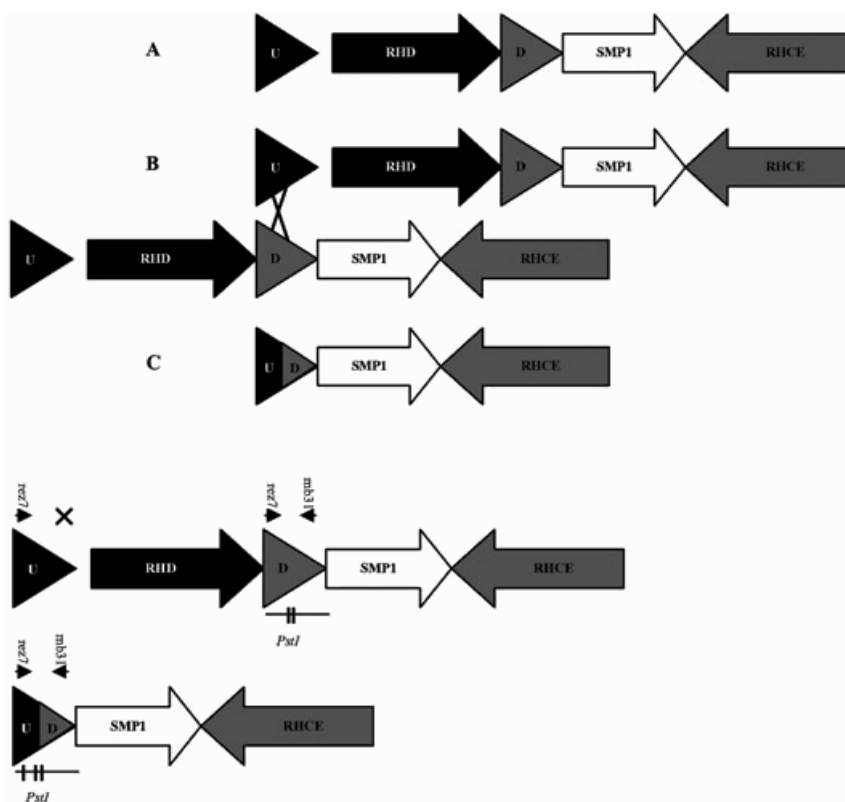 A U RHD D SMP1 RHCE
B U RHD D SMP1 RHCE
U RHD D SMP1 RHCE
C U D SMP1 RHCE
rez7 rez7 mb31
U RHD D SMP1 RHCE
PstI
rez7 mb31
U D SMP1 RHCE
PstI